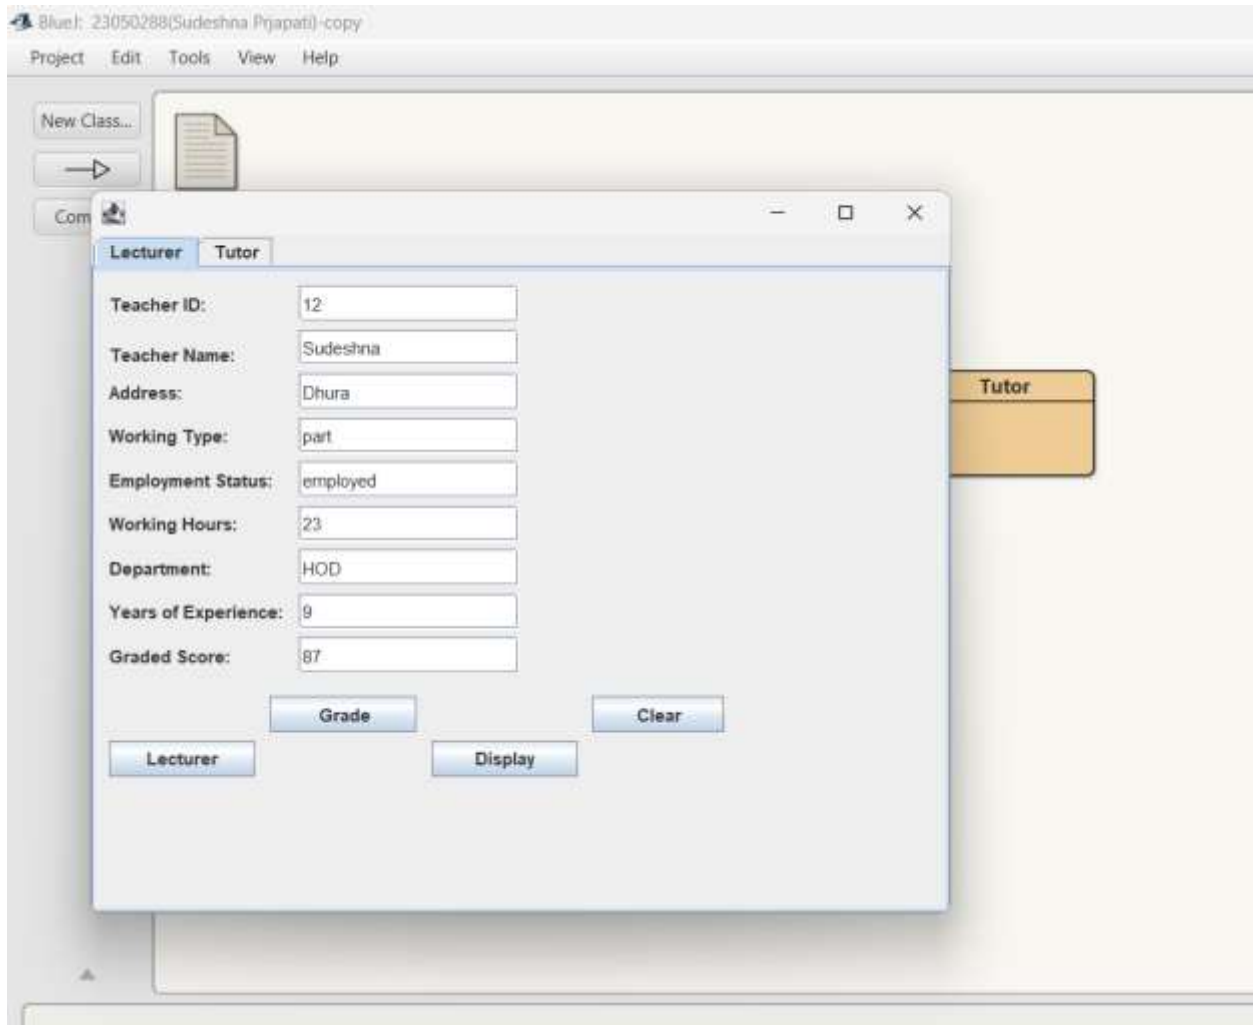 BlueJ: 23050288(Sudeshna Prjapati)-copy
Project Edit Tools View Help
New Class...
Com
Lecturer Tutor
Teacher ID: 12
Teacher Name: Sudeshna
Address: Dhura
Working Type: part
Employment Status: employed
Working Hours: 23
Department: HOD
Years of Experience: 9
Graded Score: 87
Grade Clear
Lecturer Display
Tutor